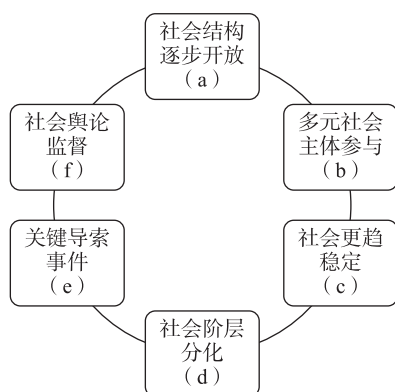 社会结构
逐步开放
（a）
多元社会
主体参与
（b）
社会更趋
稳定
（c）
社会阶层
分化
（d）
关键导索
事件
（e）
社会舆论
监督
（f）